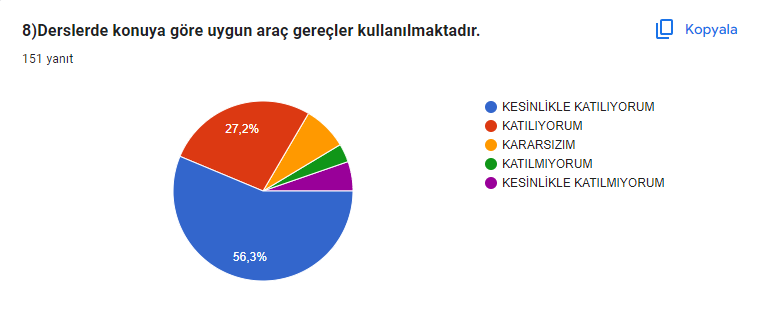 8)Derslerde konuya göre uygun araç gereçler kullanılmaktadır.
Kopyala
151 yanıt
KESİNLİKLE KATILIYORUM
KATILIYORUM
KARARSIZIM
KATILMIYORUM
KESİNLİKLE KATILMIYORUM
27,2%
56,3%